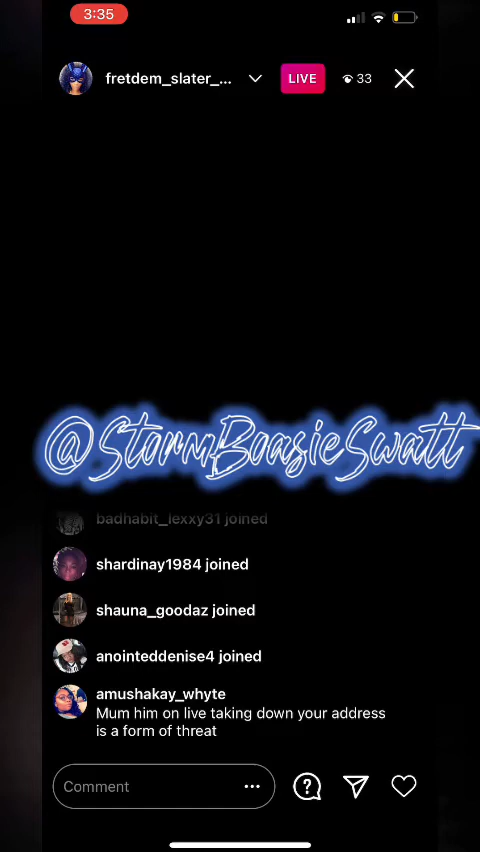 3:35
fretdem_slater_...
LIVE
33
@StormBoasieSwatt
badhabit_lexxy31 joined
shardinay1984 joined
shauna_goodaz joined
anointeddenise4 joined
amushakay_whyte
Mum him on live taking down your address
is a form of threat
Comment